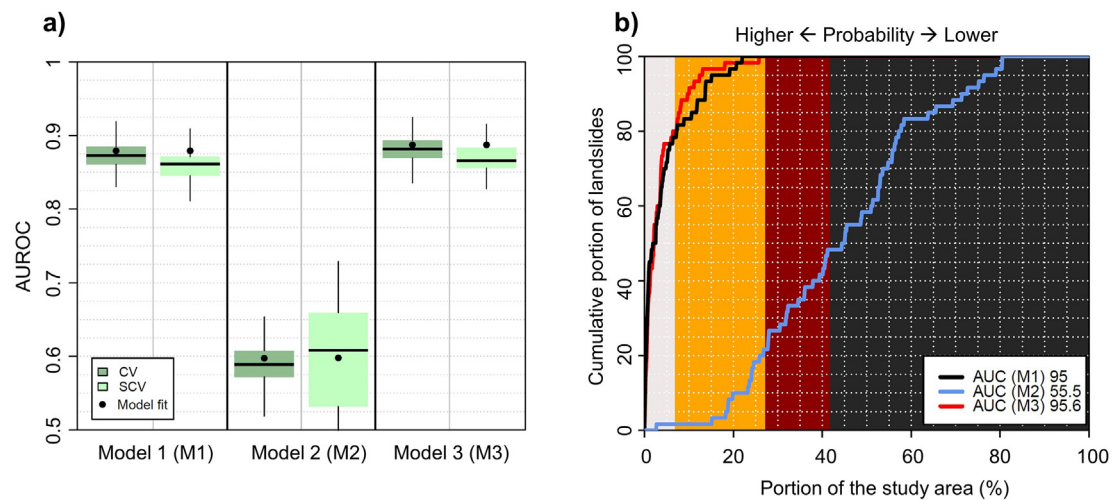 a)
AUROC
1
0.9
0.8
0.7
0.6
0.5
CV
SCV
Model fit
Model 1 (M1)
Model 2 (M2)
Model 3 (M3)
b)
Higher ← Probability → Lower
Cumulative portion of landslides
100
80
60
40
20
0
AUC (M1) 95
AUC (M2) 55.5
AUC (M3) 95.6
0 20 40 60 80 100
Portion of the study area (%)